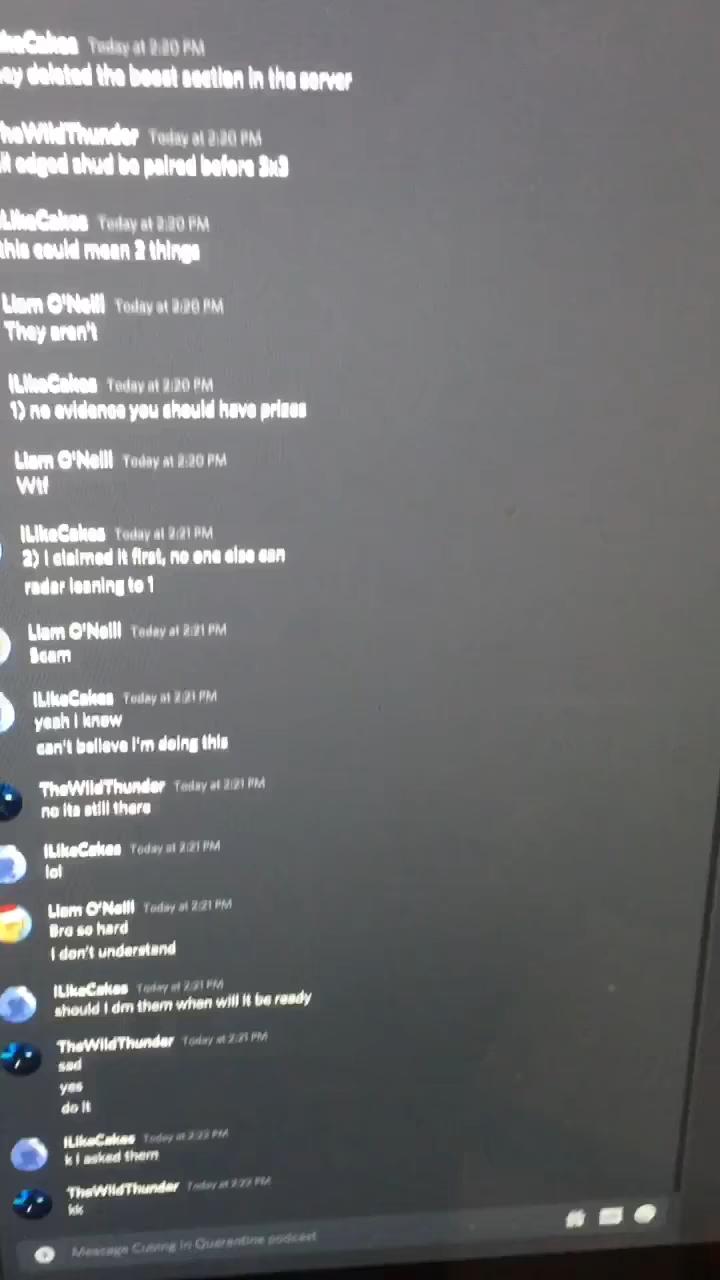 keCakes Today at 2:20 PM
ey deleted the boost section in the server
heWildThunder Today at 2:20 PM
ll edged shud be paired before 3x3
LikeCakes Today at 2:20 PM
this could mean 2 things
Liam O'Neill Today at 2:20 PM
They aren't
ILikeCakes Today at 2:20 PM
1) no evidence you should have prizes
Liam O'Neill Today at 2:20 PM
Wtf
ILikeCakes Today at 2:21 PM
2) I claimed it first, no one else can
radar leaning to 1
Liam O'Neill Today at 2:21 PM
Scam
ILikeCakes Today at 2:21 PM
yeah I know
can't believe I'm doing this
TheWildThunder Today at 2:21 PM
no its still there
ILikeCakes Today at 2:21 PM
lol
Liam O'Neill Today at 2:21 PM
Bro so hard
I don't understand
ILikeCakes Today at 2:21 PM
should I dm them when will it be ready
TheWildThunder Today at 2:21 PM
sad
yes
do it
ILikeCakes Today at 2:22 PM
k I asked them
TheWildThunder Today at 2:22 PM
kk
Message Cubing in Quarantine podcast